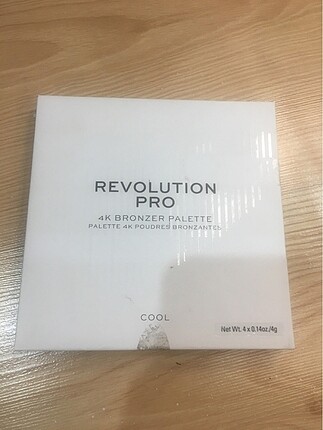 REVOLUTION
PRO
4K BRONZER PALETTE
PALETTE 4K POUDRES BRONZANTES
COOL
Net Wt. 4 x 0.14oz./4g